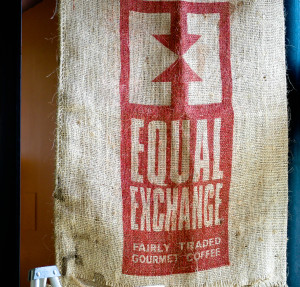 EQUAL
EXCHANGE
FAIRLY TRADED
GOURMET COFFEE